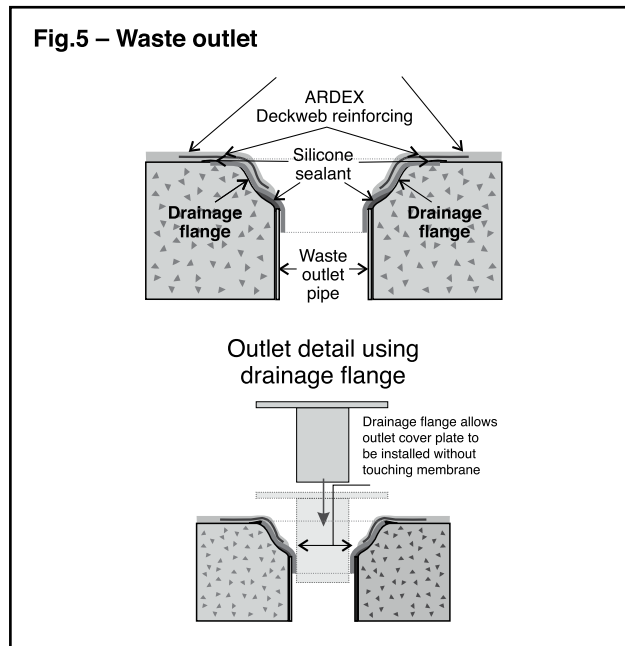 Fig.5 – Waste outlet
ARDEX
Deckweb reinforcing
Silicone
sealant
Drainage
flange
Drainage
flange
Waste
outlet
pipe
Outlet detail using
drainage flange
Drainage flange allows
outlet cover plate to
be installed without
touching membrane